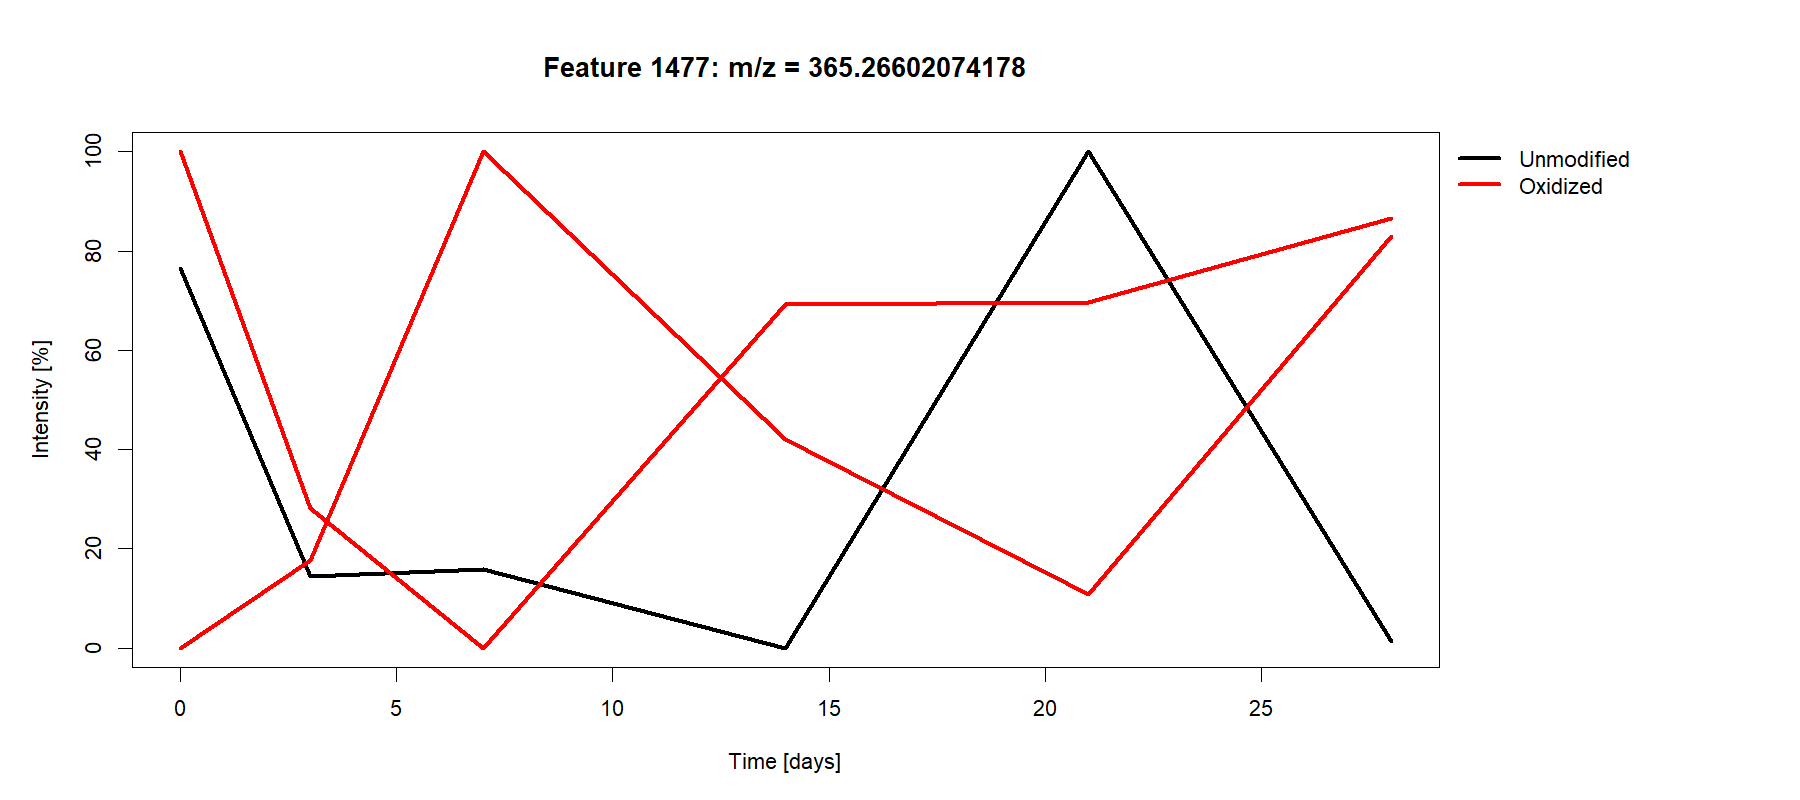 Feature 1477: m/z = 365.26602074178
Unmodified
Oxidized
Intensity [%]
100
80
60
40
20
0
0 5 10 15 20 25
Time [days]